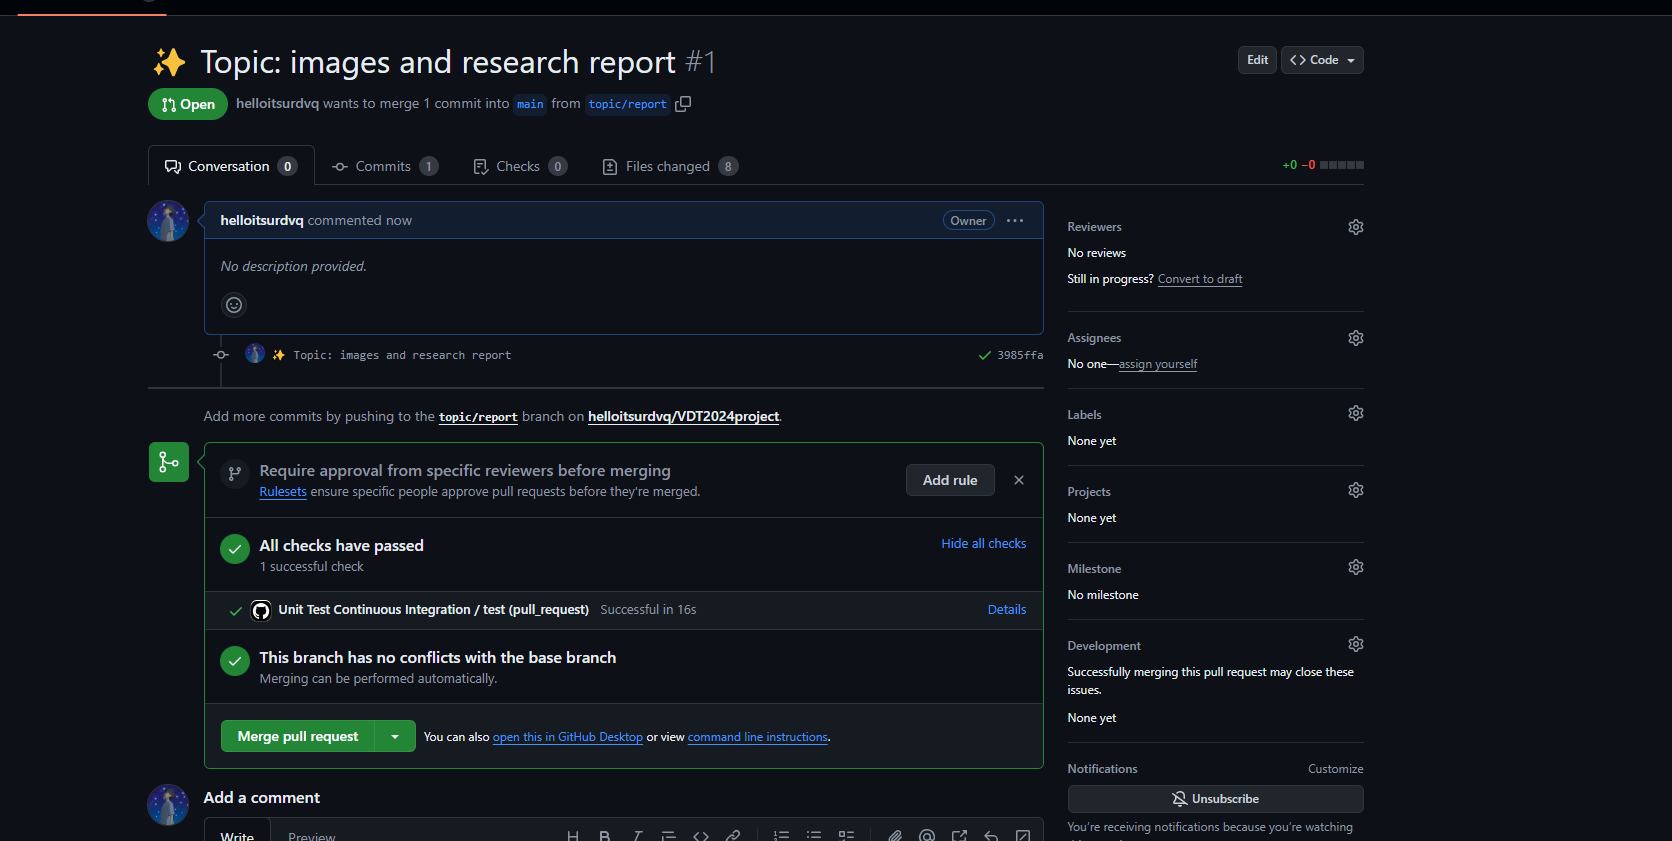 ✨ Topic: images and research report #1
Edit
<> Code
Open
helloitsurdvq wants to merge 1 commit into main from topic/report
Conversation 0
Commits 1
Checks 0
Files changed 8
+0 −0
helloitsurdvq commented now
Owner
No description provided.
✨ Topic: images and research report
3985ffa
Add more commits by pushing to the topic/report branch on helloitsurdvq/VDT2024project.
Require approval from specific reviewers before merging
Rulesets ensure specific people approve pull requests before they're merged.
Add rule
All checks have passed
1 successful check
Hide all checks
Unit Test Continuous Integration / test (pull_request) Successful in 16s
Details
This branch has no conflicts with the base branch
Merging can be performed automatically.
Merge pull request
You can also open this in GitHub Desktop or view command line instructions.
Add a comment
Write
Preview
Reviewers
No reviews
Still in progress? Convert to draft
Assignees
No one—assign yourself
Labels
None yet
Projects
None yet
Milestone
No milestone
Development
Successfully merging this pull request may close these
issues.
None yet
Notifications
Customize
Unsubscribe
You're receiving notifications because you're watching